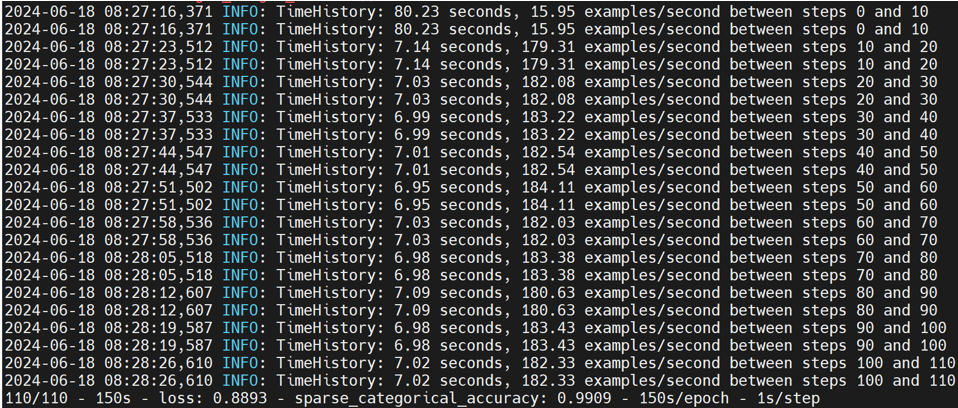 2024-06-18 08:27:16,371 INFO: TimeHistory: 80.23 seconds, 15.95 examples/second between steps 0 and 10
2024-06-18 08:27:16,371 INFO: TimeHistory: 80.23 seconds, 15.95 examples/second between steps 0 and 10
2024-06-18 08:27:23,512 INFO: TimeHistory: 7.14 seconds, 179.31 examples/second between steps 10 and 20
2024-06-18 08:27:23,512 INFO: TimeHistory: 7.14 seconds, 179.31 examples/second between steps 10 and 20
2024-06-18 08:27:30,544 INFO: TimeHistory: 7.03 seconds, 182.08 examples/second between steps 20 and 30
2024-06-18 08:27:30,544 INFO: TimeHistory: 7.03 seconds, 182.08 examples/second between steps 20 and 30
2024-06-18 08:27:37,533 INFO: TimeHistory: 6.99 seconds, 183.22 examples/second between steps 30 and 40
2024-06-18 08:27:37,533 INFO: TimeHistory: 6.99 seconds, 183.22 examples/second between steps 30 and 40
2024-06-18 08:27:44,547 INFO: TimeHistory: 7.01 seconds, 182.54 examples/second between steps 40 and 50
2024-06-18 08:27:44,547 INFO: TimeHistory: 7.01 seconds, 182.54 examples/second between steps 40 and 50
2024-06-18 08:27:51,502 INFO: TimeHistory: 6.95 seconds, 184.11 examples/second between steps 50 and 60
2024-06-18 08:27:51,502 INFO: TimeHistory: 6.95 seconds, 184.11 examples/second between steps 50 and 60
2024-06-18 08:27:58,536 INFO: TimeHistory: 7.03 seconds, 182.03 examples/second between steps 60 and 70
2024-06-18 08:27:58,536 INFO: TimeHistory: 7.03 seconds, 182.03 examples/second between steps 60 and 70
2024-06-18 08:28:05,518 INFO: TimeHistory: 6.98 seconds, 183.38 examples/second between steps 70 and 80
2024-06-18 08:28:05,518 INFO: TimeHistory: 6.98 seconds, 183.38 examples/second between steps 70 and 80
2024-06-18 08:28:12,607 INFO: TimeHistory: 7.09 seconds, 180.63 examples/second between steps 80 and 90
2024-06-18 08:28:12,607 INFO: TimeHistory: 7.09 seconds, 180.63 examples/second between steps 80 and 90
2024-06-18 08:28:19,587 INFO: TimeHistory: 6.98 seconds, 183.43 examples/second between steps 90 and 100
2024-06-18 08:28:19,587 INFO: TimeHistory: 6.98 seconds, 183.43 examples/second between steps 90 and 100
2024-06-18 08:28:26,610 INFO: TimeHistory: 7.02 seconds, 182.33 examples/second between steps 100 and 110
2024-06-18 08:28:26,610 INFO: TimeHistory: 7.02 seconds, 182.33 examples/second between steps 100 and 110
110/110 - 150s - loss: 0.8893 - sparse_categorical_accuracy: 0.9909 - 150s/epoch - 1s/step